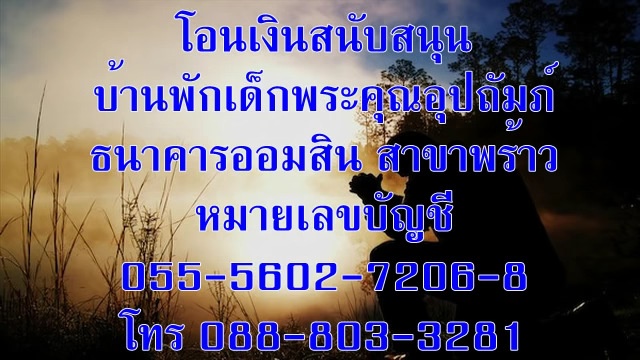 โอนเงินสนับสนุน
บ้านพักเด็กพระคุณอุปถัมภ์
ธนาคารออมสิน สาขาพร้าว
หมายเลขบัญชี
055-5602-7206-8
โทร 088-803-3281